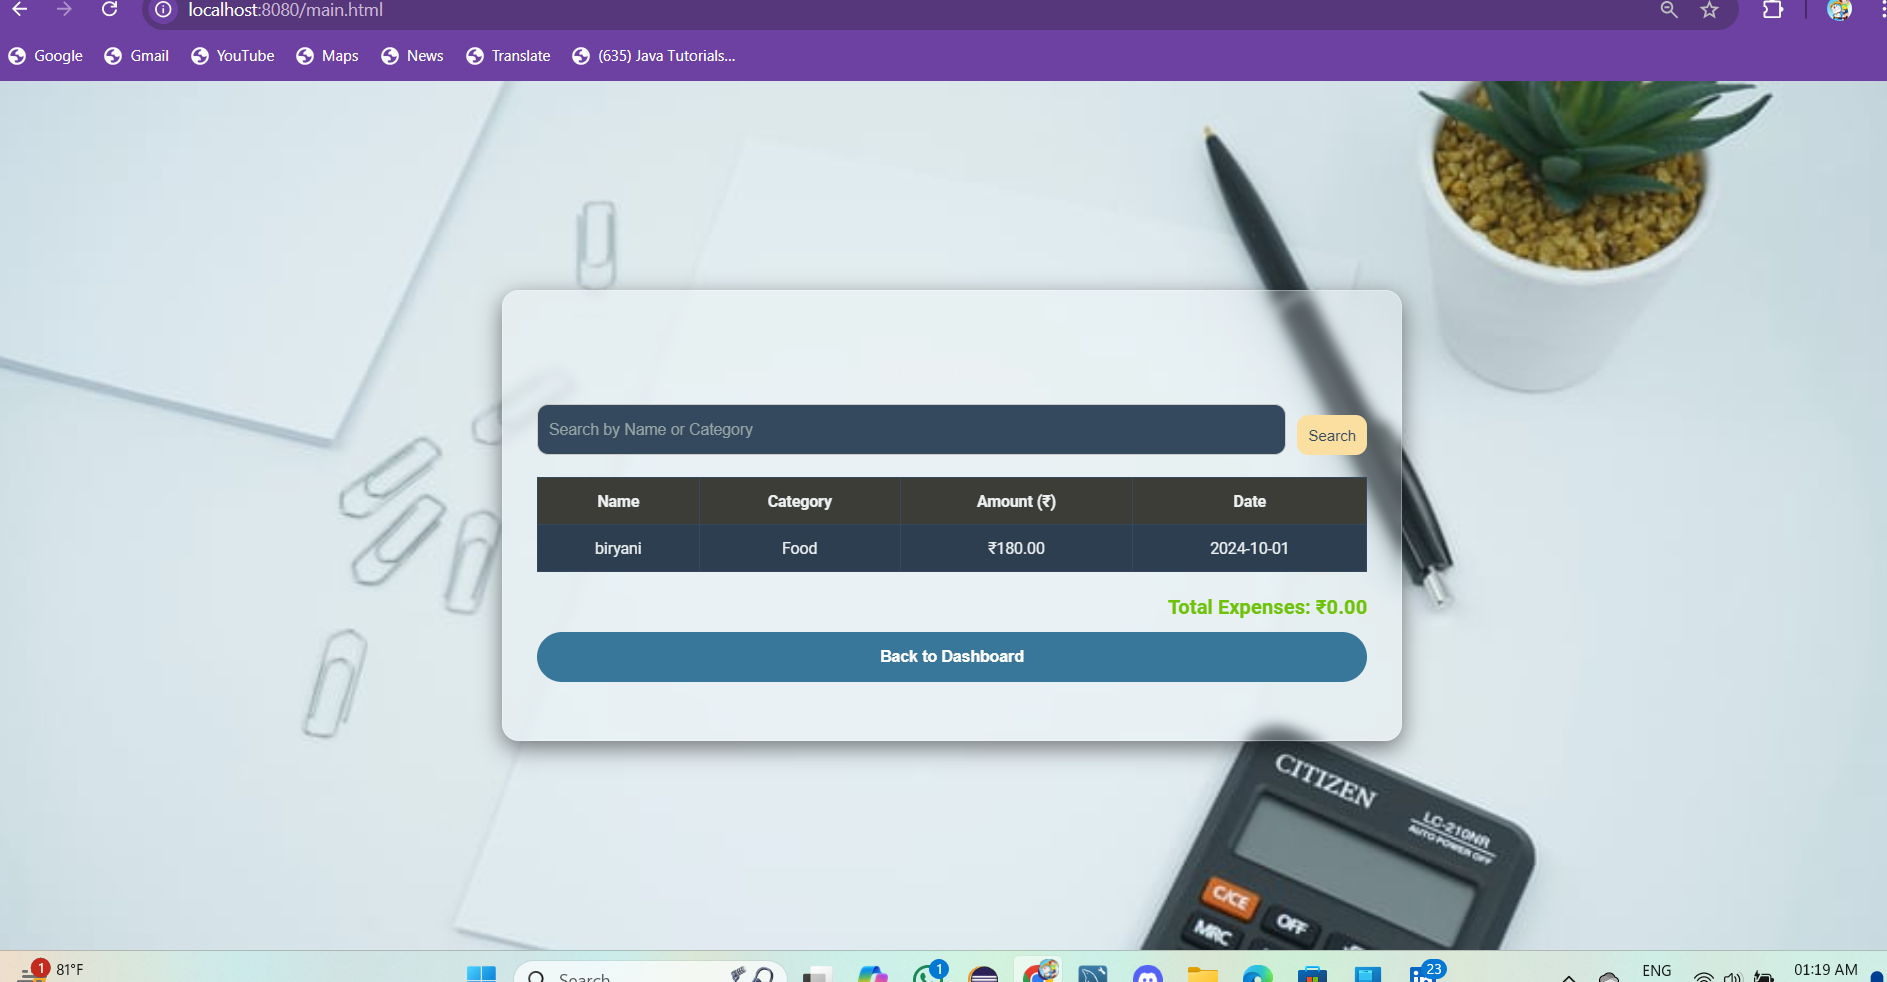 localhost:8080/main.html
Google Gmail YouTube Maps News Translate (635) Java Tutorials...
Search by Name or Category
Search
Name Category Amount (₹) Date
biryani Food ₹180.00 2024-10-01
Total Expenses: ₹0.00
Back to Dashboard
CITIZEN
LC-210NR
AUTO POWER OFF
C/CE
OFF
MRC
1 81°F
Search
1
23
ENG
01:19 AM